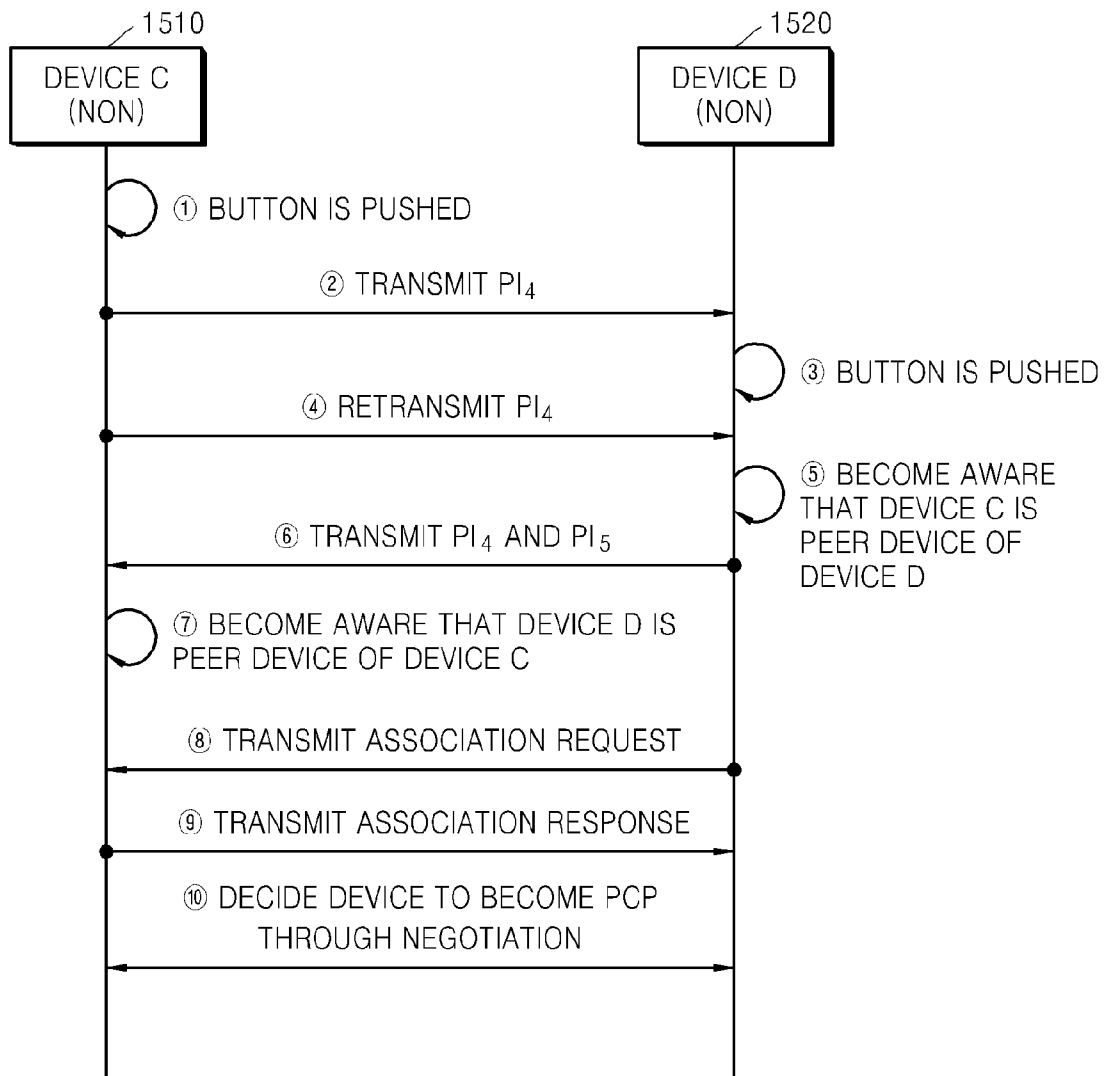 1510
1520
DEVICE C
(NON)
DEVICE D
(NON)
① BUTTON IS PUSHED
② TRANSMIT PI₄
③ BUTTON IS PUSHED
④ RETRANSMIT PI₄
⑤ BECOME AWARE
THAT DEVICE C IS
PEER DEVICE OF
DEVICE D
⑥ TRANSMIT PI₄ AND PI₅
⑦ BECOME AWARE THAT DEVICE D IS
PEER DEVICE OF DEVICE C
⑧ TRANSMIT ASSOCIATION REQUEST
⑨ TRANSMIT ASSOCIATION RESPONSE
⑩ DECIDE DEVICE TO BECOME PCP
THROUGH NEGOTIATION